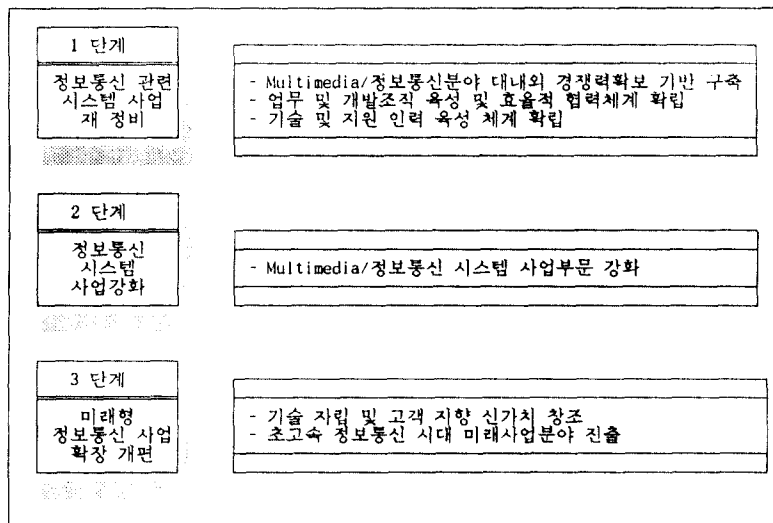 1 단계
정보통신 관련
시스템 사업
재 정비
- Multimedia/정보통신분야 대내외 경쟁력확보 기반 구축
- 업무 및 개발조직 육성 및 효율적 협력체계 확립
- 기술 및 지원 인력 육성 체계 확립
2 단계
정보통신
시스템
사업강화
- Multimedia/정보통신 시스템 사업부문 강화
3 단계
미래형
정보통신 사업
확장 개편
- 기술 자립 및 고객 지향 신가치 창조
- 초고속 정보통신 시대 미래사업분야 진출